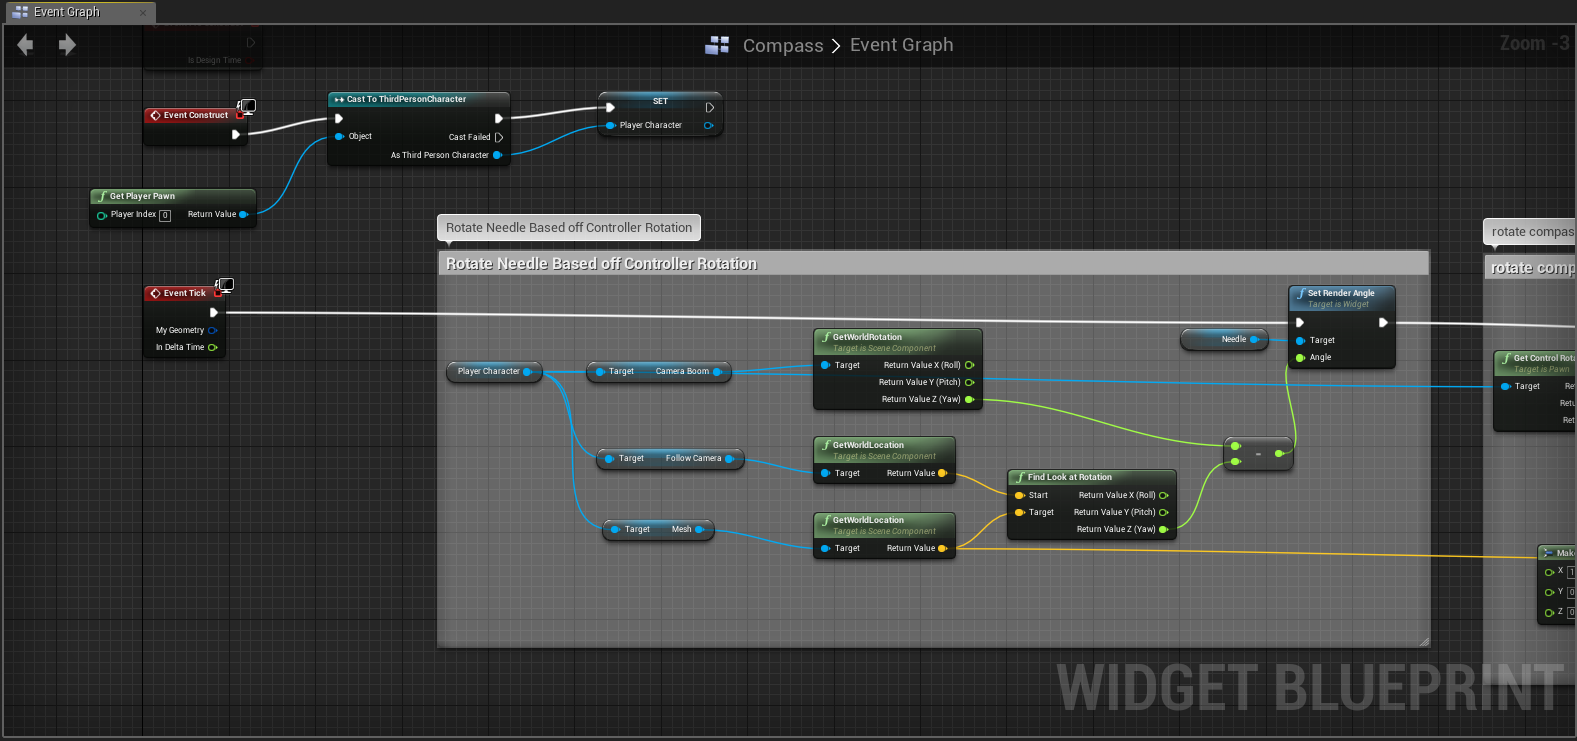 Event Graph
Compass > Event Graph
Zoom -3
Is Design Time
Event Construct
Cast To ThirdPersonCharacter
Object
Cast Failed
As Third Person Character
SET
Player Character
Get Player Pawn
Player Index 0
Return Value
Rotate Needle Based off Controller Rotation
rotate compas
Rotate Needle Based off Controller Rotation
rotate comp
Event Tick
My Geometry
In Delta Time
Set Render Angle
Target is Widget
Target
Angle
Needle
GetWorldRotation
Target is Scene Component
Target
Return Value X (Roll)
Return Value Y (Pitch)
Return Value Z (Yaw)
Player Character
Target Camera Boom
Get Control Rota
Target is Pawn
Target
Re
Retu
Ret
Target Follow Camera
GetWorldLocation
Target is Scene Component
Target Return Value
-
Find Look at Rotation
Start
Target
Return Value X (Roll)
Return Value Y (Pitch)
Return Value Z (Yaw)
Target Mesh
GetWorldLocation
Target is Scene Component
Target Return Value
Make
X 1
Y 0
Z 0
WIDGET BLUEPRINT